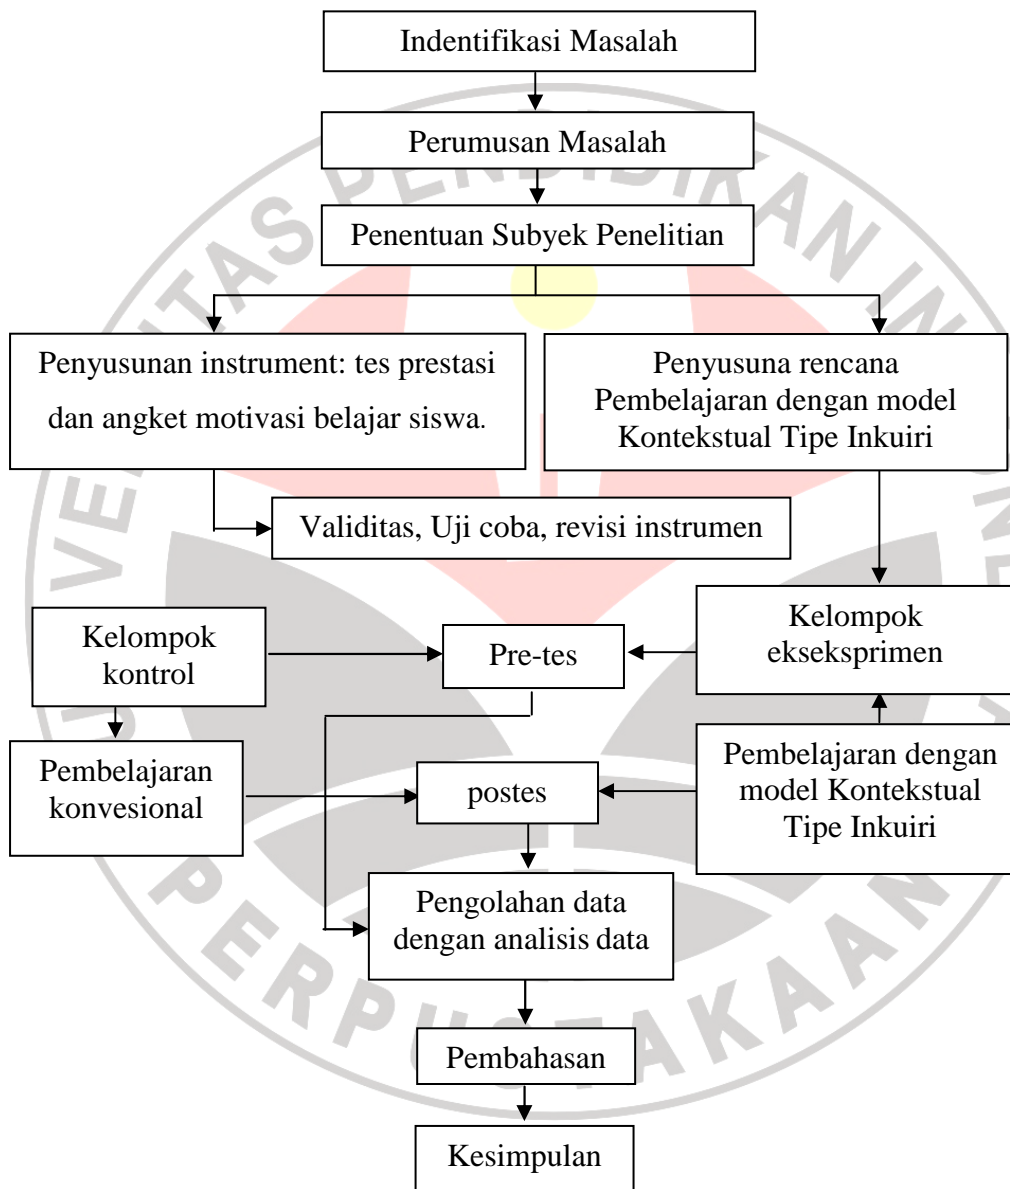 Indentifikasi Masalah
Perumusan Masalah
Penentuan Subyek Penelitian
Penyusunan instrument: tes prestasi
dan angket motivasi belajar siswa.
Penyusuna rencana
Pembelajaran dengan model
Kontekstual Tipe Inkuiri
Validitas, Uji coba, revisi instrumen
Kelompok
kontrol
Pre-tes
Kelompok
ekseksprimen
Pembelajaran
konvesional
postes
Pembelajaran dengan
model Kontekstual
Tipe Inkuiri
Pengolahan data
dengan analisis data
Pembahasan
Kesimpulan
PERPUSTAKAAN